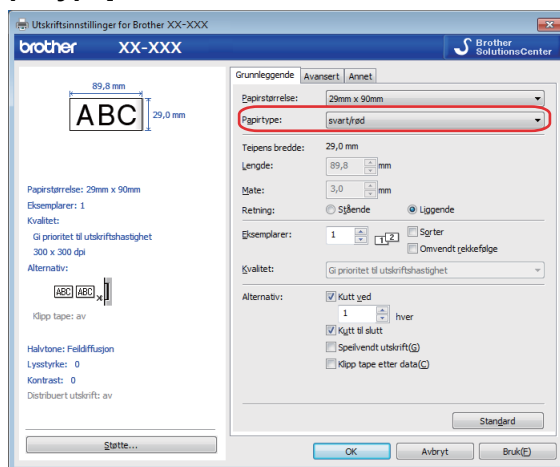 Utskriftsinnstillinger for Brother XX-XXX
brother XX-XXX
Brother
SolutionsCenter
89,8 mm
ABC
29,0 mm
Papirstørrelse: 29mm x 90mm
Eksemplarer: 1
Kvalitet:
Gi prioritet til utskriftshastighet
300 x 300 dpi
Alternativ:
ABC ABC x
Klipp tape: av
Halvtone: Feildiffusjon
Lysstyrke: 0
Kontrast: 0
Distribuert utskrift: av
Støtte...
Grunnleggende Avansert Annet
Papirstørrelse: 29mm x 90mm
Papirtype: svart/rød
Teipens bredde: 29,0 mm
Lengde: 89,8 mm
Mate: 3,0 mm
Retning: Stående Liggende
Eksemplarer: 1 1 2 Sorter
Omvendt rekkefølge
Kvalitet: Gi prioritet til utskriftshastighet
Alternativ: Kutt ved
1 hver
Kutt til slutt
Speilvendt utskrift(G)
Klipp tape etter data(C)
Standard
OK Avbryt Bruk(F)